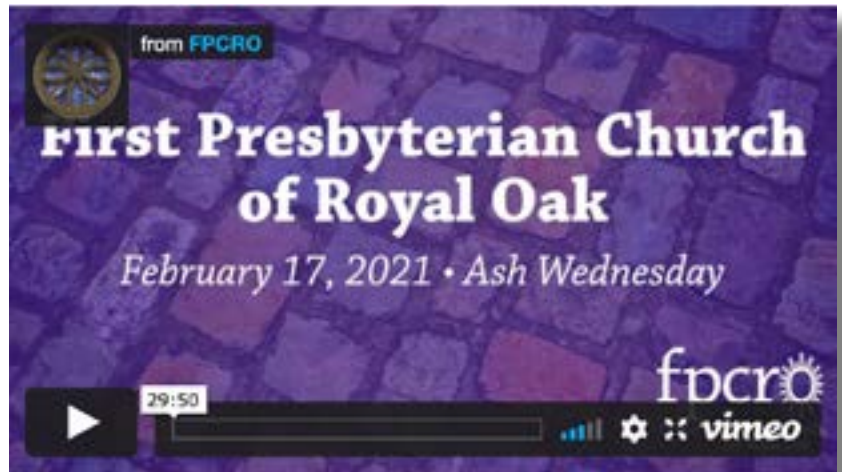 from FPCRO
First Presbyterian Church
of Royal Oak
February 17, 2021 • Ash Wednesday
fpcro
29:50
vimeo